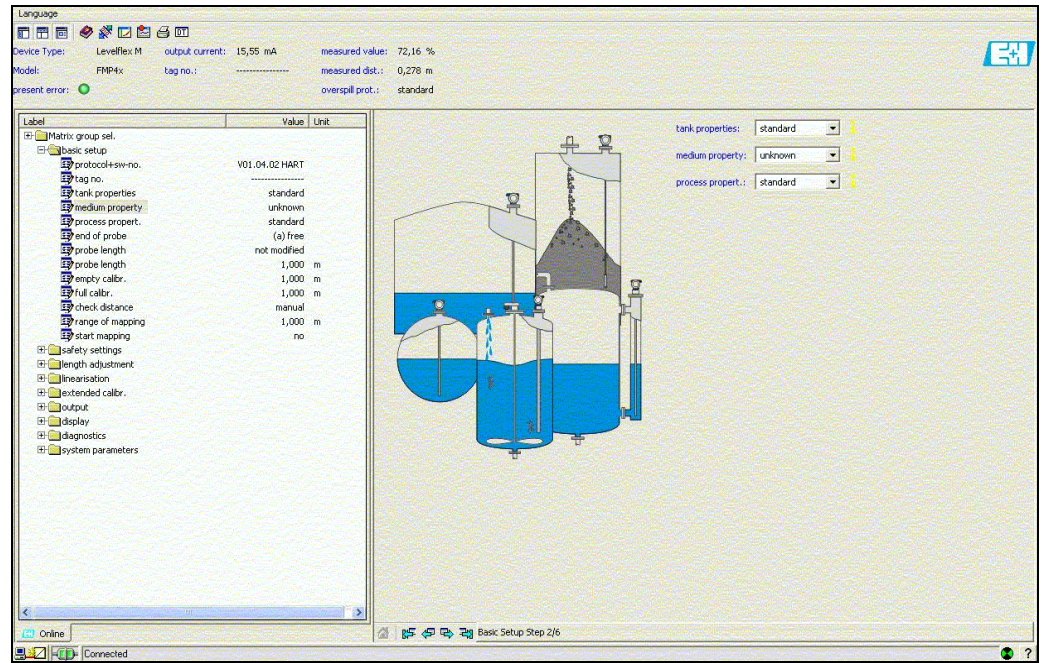 Language
Device Type: Levelflex M output current: 15,55 mA measured value: 72,16 %
Model: FMP4x tag no.: --------------- measured dist.: 0,278 m
present error: overspill prot.: standard
E+H
Label Value Unit
Matrix group sel.
basic setup
protocol+sw-no. V01.04.02 HART
tag no. ---------------
tank properties standard
medium property unknown
process propert. standard
end of probe (a) free
probe length not modified
probe length 1,000 m
empty calibr. 1,000 m
full calibr. 1,000 m
check distance manual
range of mapping 1,000 m
start mapping no
safety settings
length adjustment
linearisation
extended calibr.
output
display
diagnostics
system parameters
tank properties: standard
medium property: unknown
process propert.: standard
Online
Basic Setup Step 2/6
Connected
?